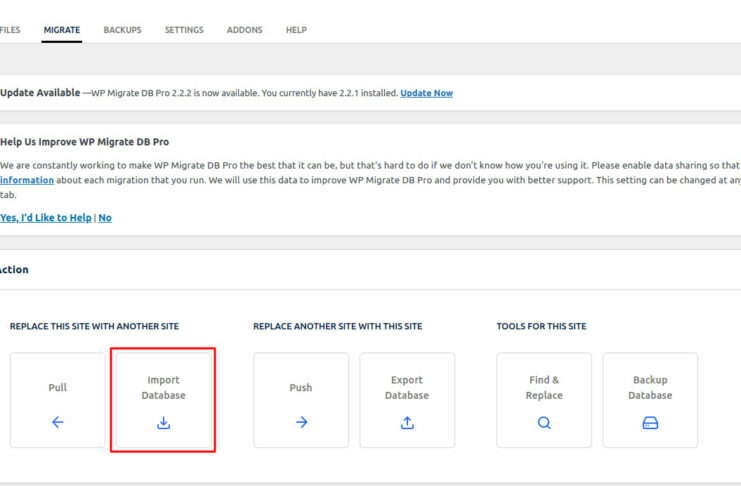 FILES MIGRATE BACKUPS SETTINGS ADDONS HELP
Update Available —WP Migrate DB Pro 2.2.2 is now available. You currently have 2.2.1 installed. Update Now
Help Us Improve WP Migrate DB Pro
We are constantly working to make WP Migrate DB Pro the best that it can be, but that's hard to do if we don't know how you're using it. Please enable data sharing so that
information about each migration that you run. We will use this data to improve WP Migrate DB Pro and provide you with better support. This setting can be changed at any
tab.
Yes, I'd Like to Help | No
Action
REPLACE THIS SITE WITH ANOTHER SITE
Pull
Import
Database
REPLACE ANOTHER SITE WITH THIS SITE
Push
Export
Database
TOOLS FOR THIS SITE
Find &
Replace
Backup
Database